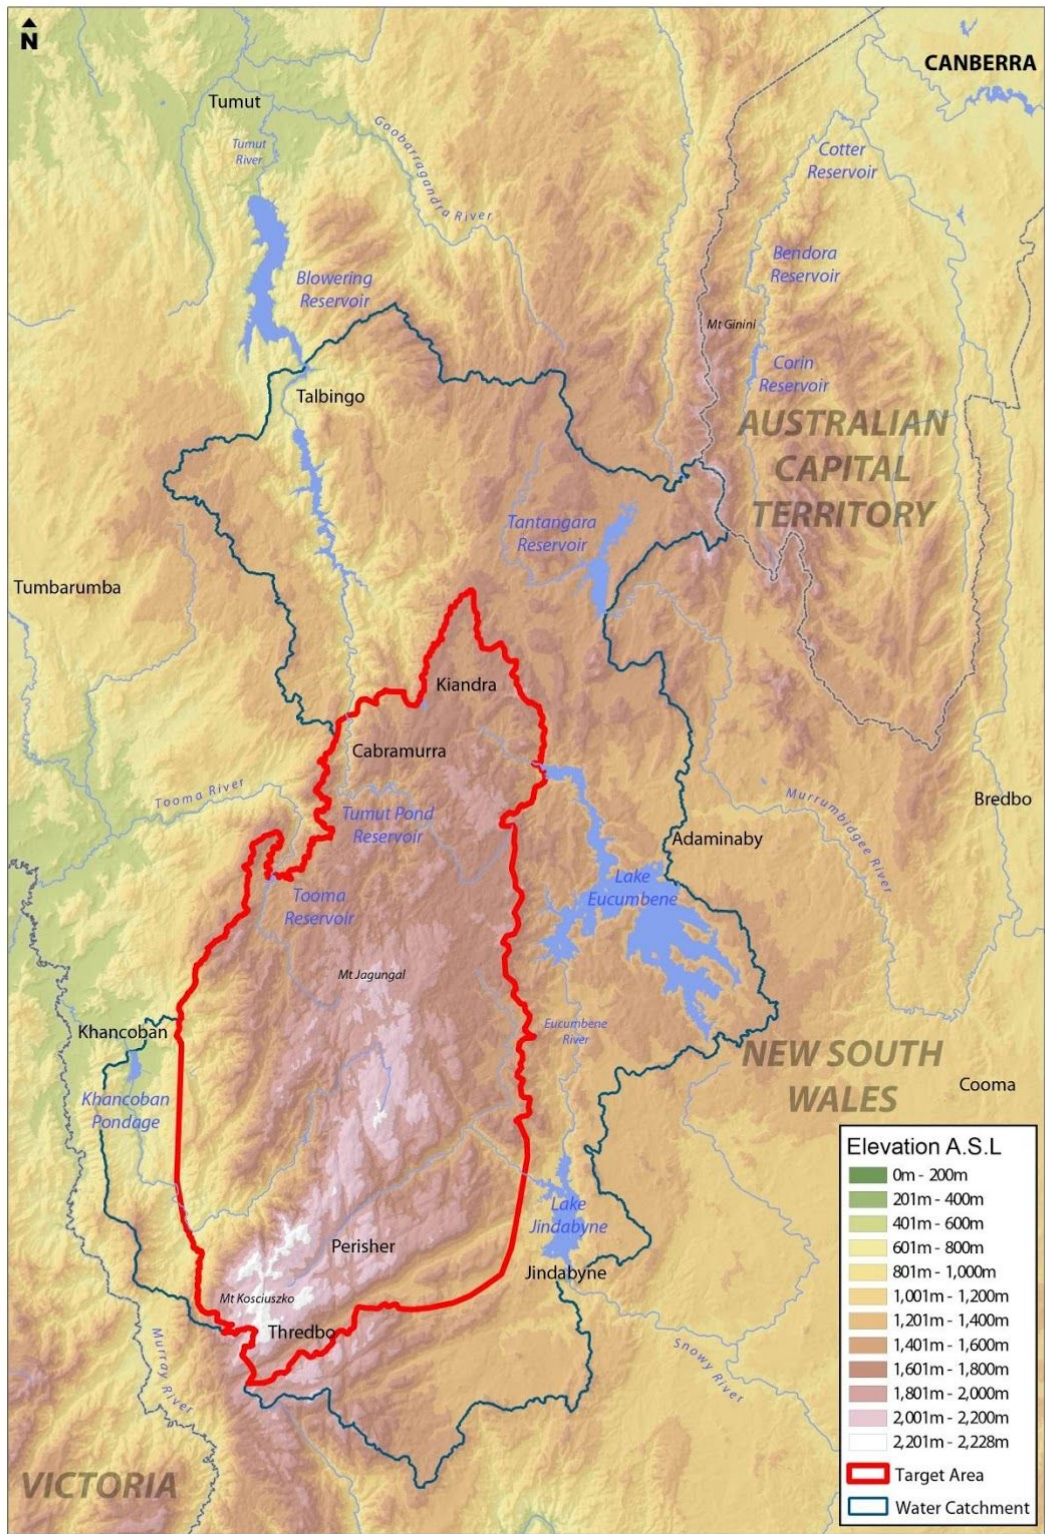 N
CANBERRA
Tumut
Tumut
River
Goobarragandra River
Cotter
Reservoir
Bendora
Reservoir
Blowering
Reservoir
Mt Ginini
Corin
Reservoir
Talbingo
AUSTRALIAN
CAPITAL
TERRITORY
Tantangara
Reservoir
Tumbarumba
Kiandra
Cabramurra
Tooma River
Tumut Pond
Reservoir
Murrumbidgee River
Bredbo
Adaminaby
Lake
Eucumbene
Tooma
Reservoir
Mt Jagungal
Khancoban
Eucumbene
River
NEW SOUTH
WALES
Cooma
Khancoban
Pondage
Lake
Jindabyne
Perisher
Jindabyne
Mt Kosciuszko
Thredbo
Murray River
Snowy River
VICTORIA
Elevation A.S.L
0m - 200m
201m - 400m
401m - 600m
601m - 800m
801m - 1,000m
1,001m - 1,200m
1,201m - 1,400m
1,401m - 1,600m
1,601m - 1,800m
1,801m - 2,000m
2,001m - 2,200m
2,201m - 2,228m
Target Area
Water Catchment